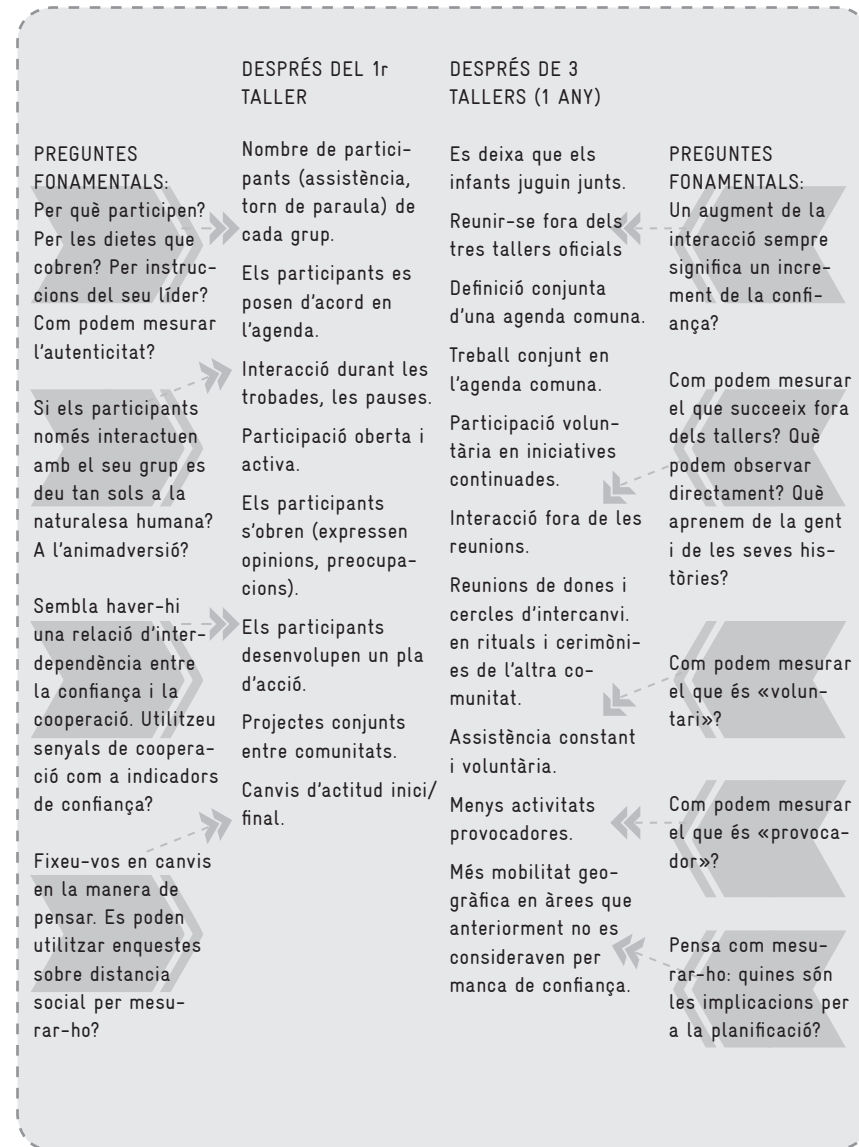 DESPRÉS DEL 1r
TALLER
DESPRÉS DE 3
TALLERS (1 ANY)
PREGUNTES
FONAMENTALS:
Per què participen?
Per les dietes que
cobren? Per instruc-
cions del seu líder?
Com podem mesurar
l'autenticitat?
Si els participants
només interactuen
amb el seu grup es
deu tan sols a la
naturalesa humana?
A l'animadversió?
Sembla haver-hi
una relació d'inter-
dependència entre
la confiança i la
cooperació. Utilitzeu
senyals de coopera-
ció com a indicadors
de confiança?
Fixeu-vos en canvis
en la manera de
pensar. Es poden
utilitzar enquestes
sobre distancia
social per mesu-
rar-ho?
Nombre de partici-
pants (assistència,
torn de paraula) de
cada grup.
Els participants es
posen d'acord en
l'agenda.
Interacció durant les
trobades, les pauses.
Participació oberta i
activa.
Els participants
s'obren (expressen
opinions, preocupa-
cions).
Els participants
desenvolupen un pla
d'acció.
Projectes conjunts
entre comunitats.
Canvis d'actitud inici/
final.
Es deixa que els
infants juguin junts.
Reunir-se fora dels
tres tallers oficials
Definició conjunta
d'una agenda comuna.
Treball conjunt en
l'agenda comuna.
Participació volun-
tària en iniciatives
continuades.
Interacció fora de les
reunions.
Reunions de dones i
cercles d'intercanvi.
en rituals i cerimòni-
es de l'altra co-
munitat.
Assistència constant
i voluntària.
Menys activitats
provocadores.
Més mobilitat geo-
gràfica en àrees que
anteriorment no es
consideraven per
manca de confiança.
PREGUNTES
FONAMENTALS:
Un augment de la
interacció sempre
significa un incre-
ment de la confi-
ança?
Com podem mesurar
el que succeeix fora
dels tallers? Què
podem observar
directament? Què
aprenem de la gent
i de les seves his-
tòries?
Com podem mesurar
el que és «volun-
tari»?
Com podem mesurar
el que és «provoca-
dor»?
Pensa com mesu-
rar-ho: quines són
les implicacions per
a la planificació?